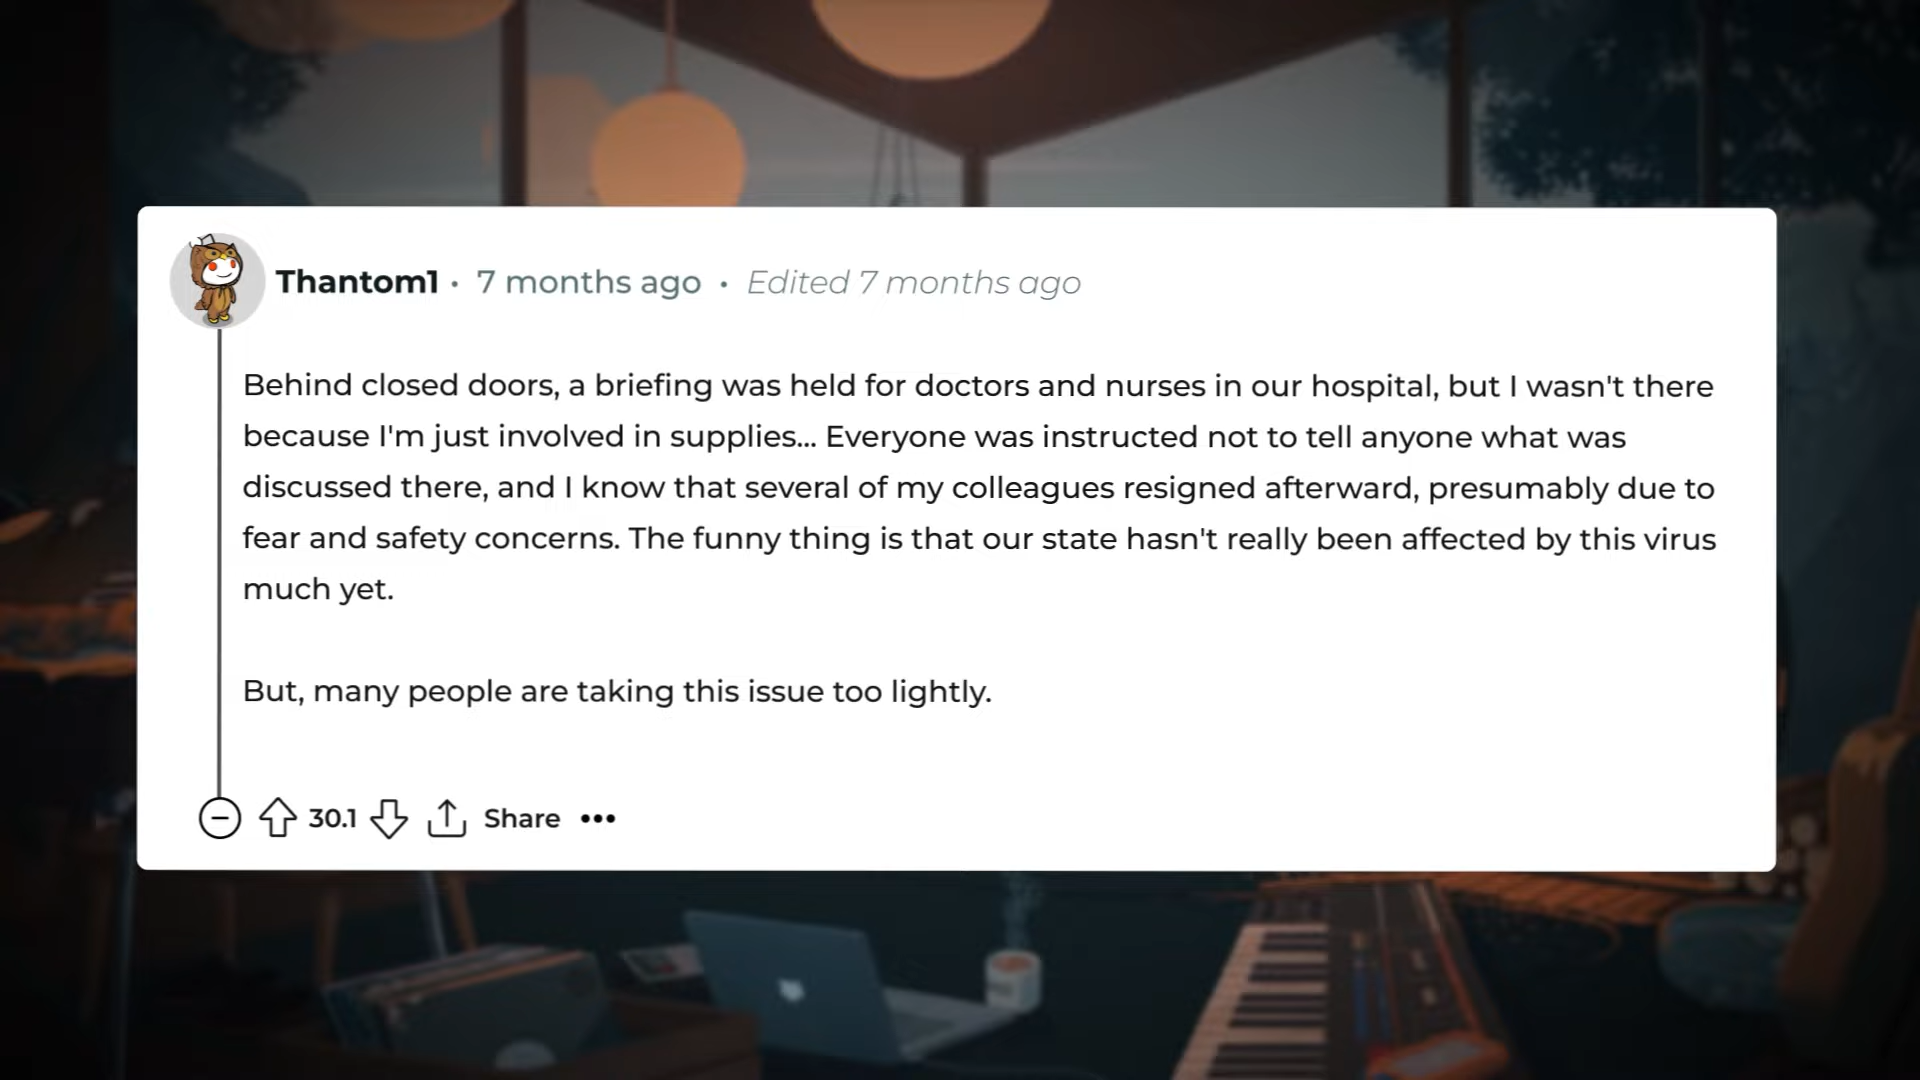 Thantom1 · 7 months ago · Edited 7 months ago
Behind closed doors, a briefing was held for doctors and nurses in our hospital, but I wasn't there
because I'm just involved in supplies... Everyone was instructed not to tell anyone what was
discussed there, and I know that several of my colleagues resigned afterward, presumably due to
fear and safety concerns. The funny thing is that our state hasn't really been affected by this virus
much yet.
But, many people are taking this issue too lightly.
30.1 Share •••